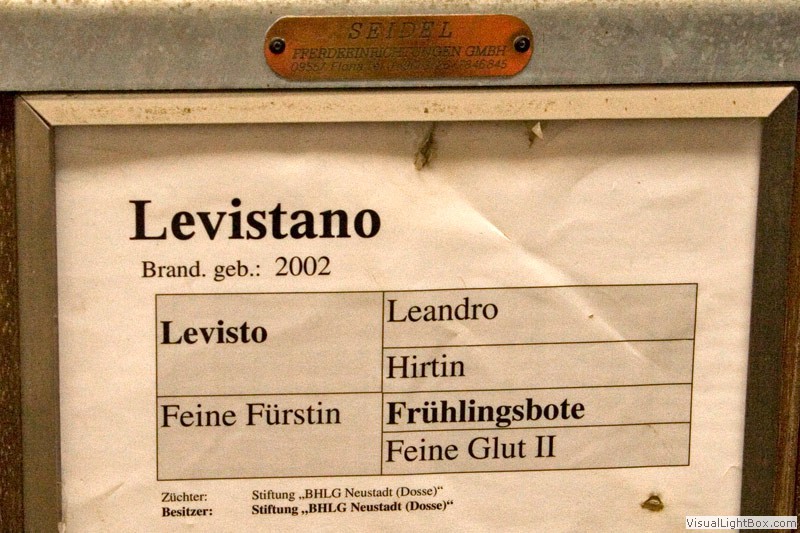 SEIDEL
PFERDEEINRICHTUNGEN GMBH
Levistano
Brand. geb.: 2002
Levisto
Leandro
Hirtin
Feine Fürstin
Frühlingsbote
Feine Glut II
Züchter: Stiftung „BHLG Neustadt (Dosse)“
Besitzer: Stiftung „BHLG Neustadt (Dosse)“
VisualLightBox.com